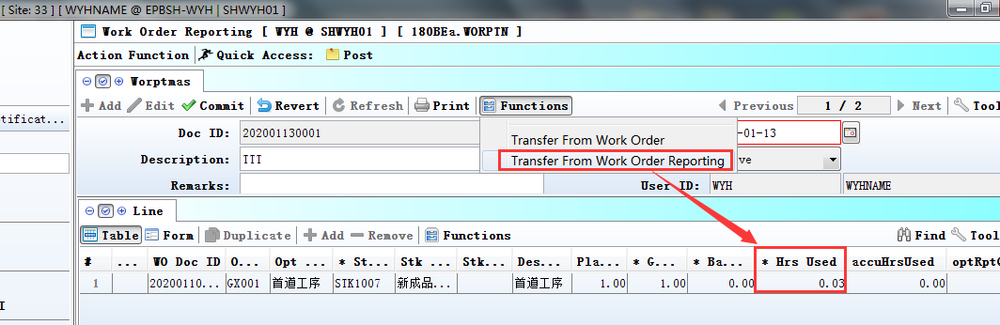 [ Site: 33 ] [ WYHNAME @ EPBSH-WYH | SHWYH01 ]
Work Order Reporting [ WYH @ SHWYH01 ] [ 180BEa.WORPTN ]
Action Function Quick Access: Post
Worptmas
Add Edit Commit Revert Refresh Print Functions Previous 1 / 2 Next Tool
tificat...
Doc ID: 202001130001 -01-13
Transfer From Work Order
Description: TTT ve
Transfer From Work Order Reporting
Remarks: User ID: WYH WYHNAME
Line
Table Form Duplicate Add Remove Functions Find Tool
# ... WO Doc ID O... Opt ... * St... Stk ... Stk... Des... Pla... * G... * Ba... * Hrs Used accuHrsUsed
1 20200110... GX001 首道工序 STK1007 新成品... 首道工序 1.00 1.00 0.00 0.03 0.00
I